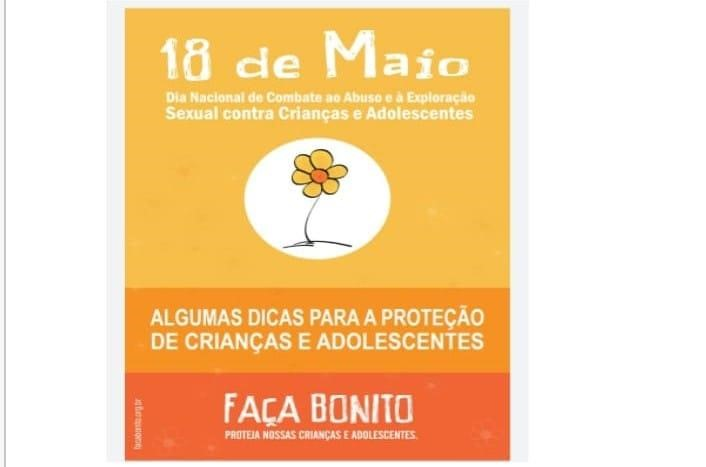 18 de Maio
Dia Nacional de Combate ao Abuso e à Exploração
Sexual contra Crianças e Adolescentes
ALGUMAS DICAS PARA A PROTEÇÃO
DE CRIANÇAS E ADOLESCENTES
FAÇA BONITO
PROTEJA NOSSAS CRIANÇAS E ADOLESCENTES.
facabonito.org.br